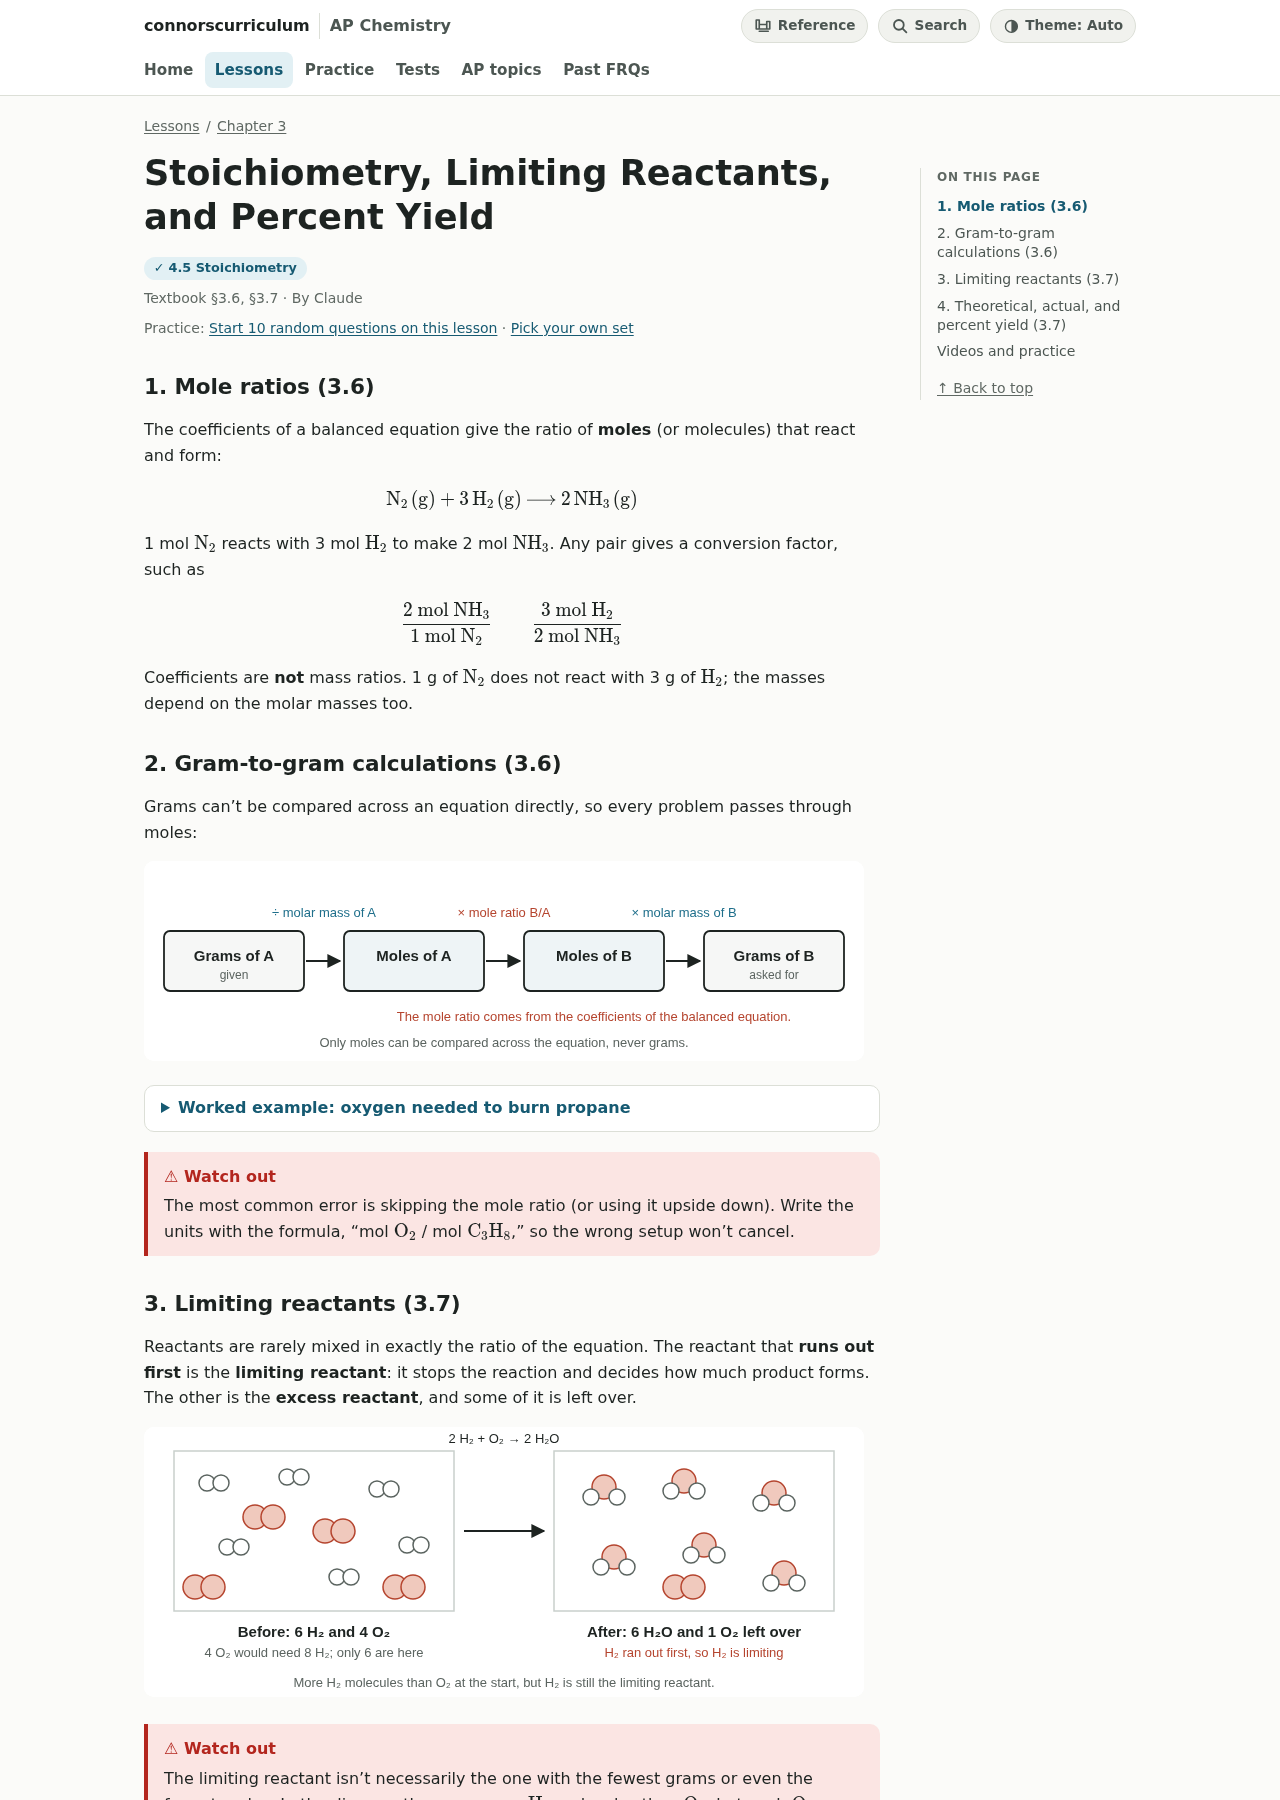 connorscurriculum AP Chemistry Reference Search Theme: Auto
Home Lessons Practice Tests AP topics Past FRQs
Lessons / Chapter 3
Stoichiometry, Limiting Reactants,
and Percent Yield
✓ 4.5 Stoichiometry
Textbook §3.6, §3.7 · By Claude
Practice: Start 10 random questions on this lesson · Pick your own set
ON THIS PAGE
1. Mole ratios (3.6)
2. Gram-to-gram
calculations (3.6)
3. Limiting reactants (3.7)
4. Theoretical, actual, and
percent yield (3.7)
Videos and practice
↑ Back to top
1. Mole ratios (3.6)
The coefficients of a balanced equation give the ratio of moles (or molecules) that react
and form:
N₂ (g) + 3 H₂ (g) ⟶ 2 NH₃ (g)
1 mol N₂ reacts with 3 mol H₂ to make 2 mol NH₃. Any pair gives a conversion factor,
such as
2 mol NH₃ 3 mol H₂
1 mol N₂ 2 mol NH₃
Coefficients are not mass ratios. 1 g of N₂ does not react with 3 g of H₂; the masses
depend on the molar masses too.
2. Gram-to-gram calculations (3.6)
Grams can’t be compared across an equation directly, so every problem passes through
moles:
÷ molar mass of A × mole ratio B/A × molar mass of B
Grams of A Moles of A Moles of B Grams of B
given asked for
The mole ratio comes from the coefficients of the balanced equation.
Only moles can be compared across the equation, never grams.
Worked example: oxygen needed to burn propane
⚠ Watch out
The most common error is skipping the mole ratio (or using it upside down). Write the
units with the formula, “mol O₂ / mol C₃H₈,” so the wrong setup won’t cancel.
3. Limiting reactants (3.7)
Reactants are rarely mixed in exactly the ratio of the equation. The reactant that runs out
first is the limiting reactant: it stops the reaction and decides how much product forms.
The other is the excess reactant, and some of it is left over.
2 H₂ + O₂ → 2 H₂O
Before: 6 H₂ and 4 O₂ After: 6 H₂O and 1 O₂ left over
4 O₂ would need 8 H₂; only 6 are here H₂ ran out first, so H₂ is limiting
More H₂ molecules than O₂ at the start, but H₂ is still the limiting reactant.
⚠ Watch out
The limiting reactant isn’t necessarily the one with the fewest grams or even the